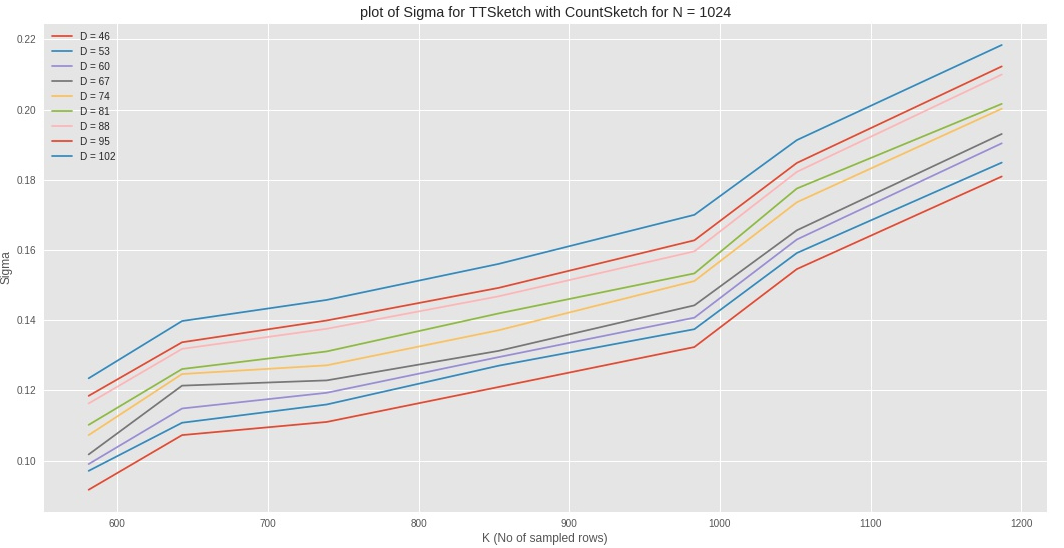 plot of Sigma for TTSketch with CountSketch for N = 1024
0.22
0.20
0.18
0.16
0.14
0.12
0.10
Sigma
D = 46
D = 53
D = 60
D = 67
D = 74
D = 81
D = 88
D = 95
D = 102
600
700
800
900
1000
1100
1200
K (No of sampled rows)